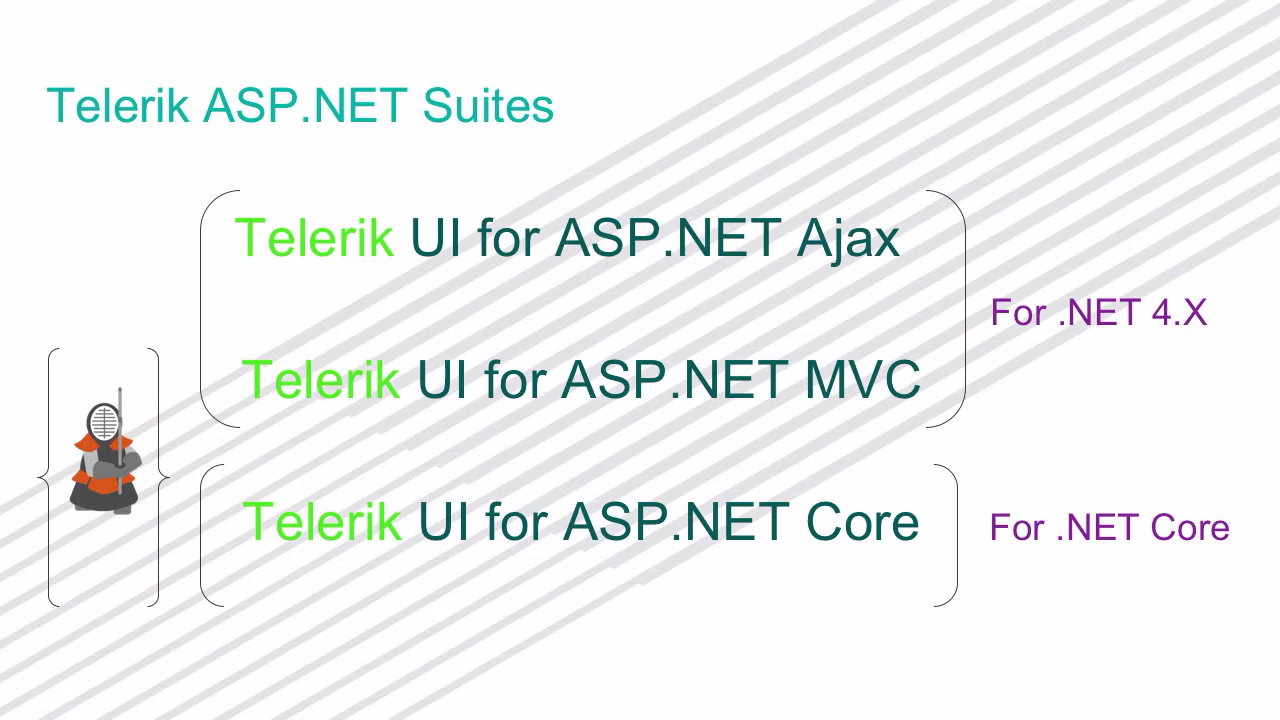 Telerik ASP.NET Suites
Telerik UI for ASP.NET Ajax
For .NET 4.X
Telerik UI for ASP.NET MVC
Telerik UI for ASP.NET Core
For .NET Core